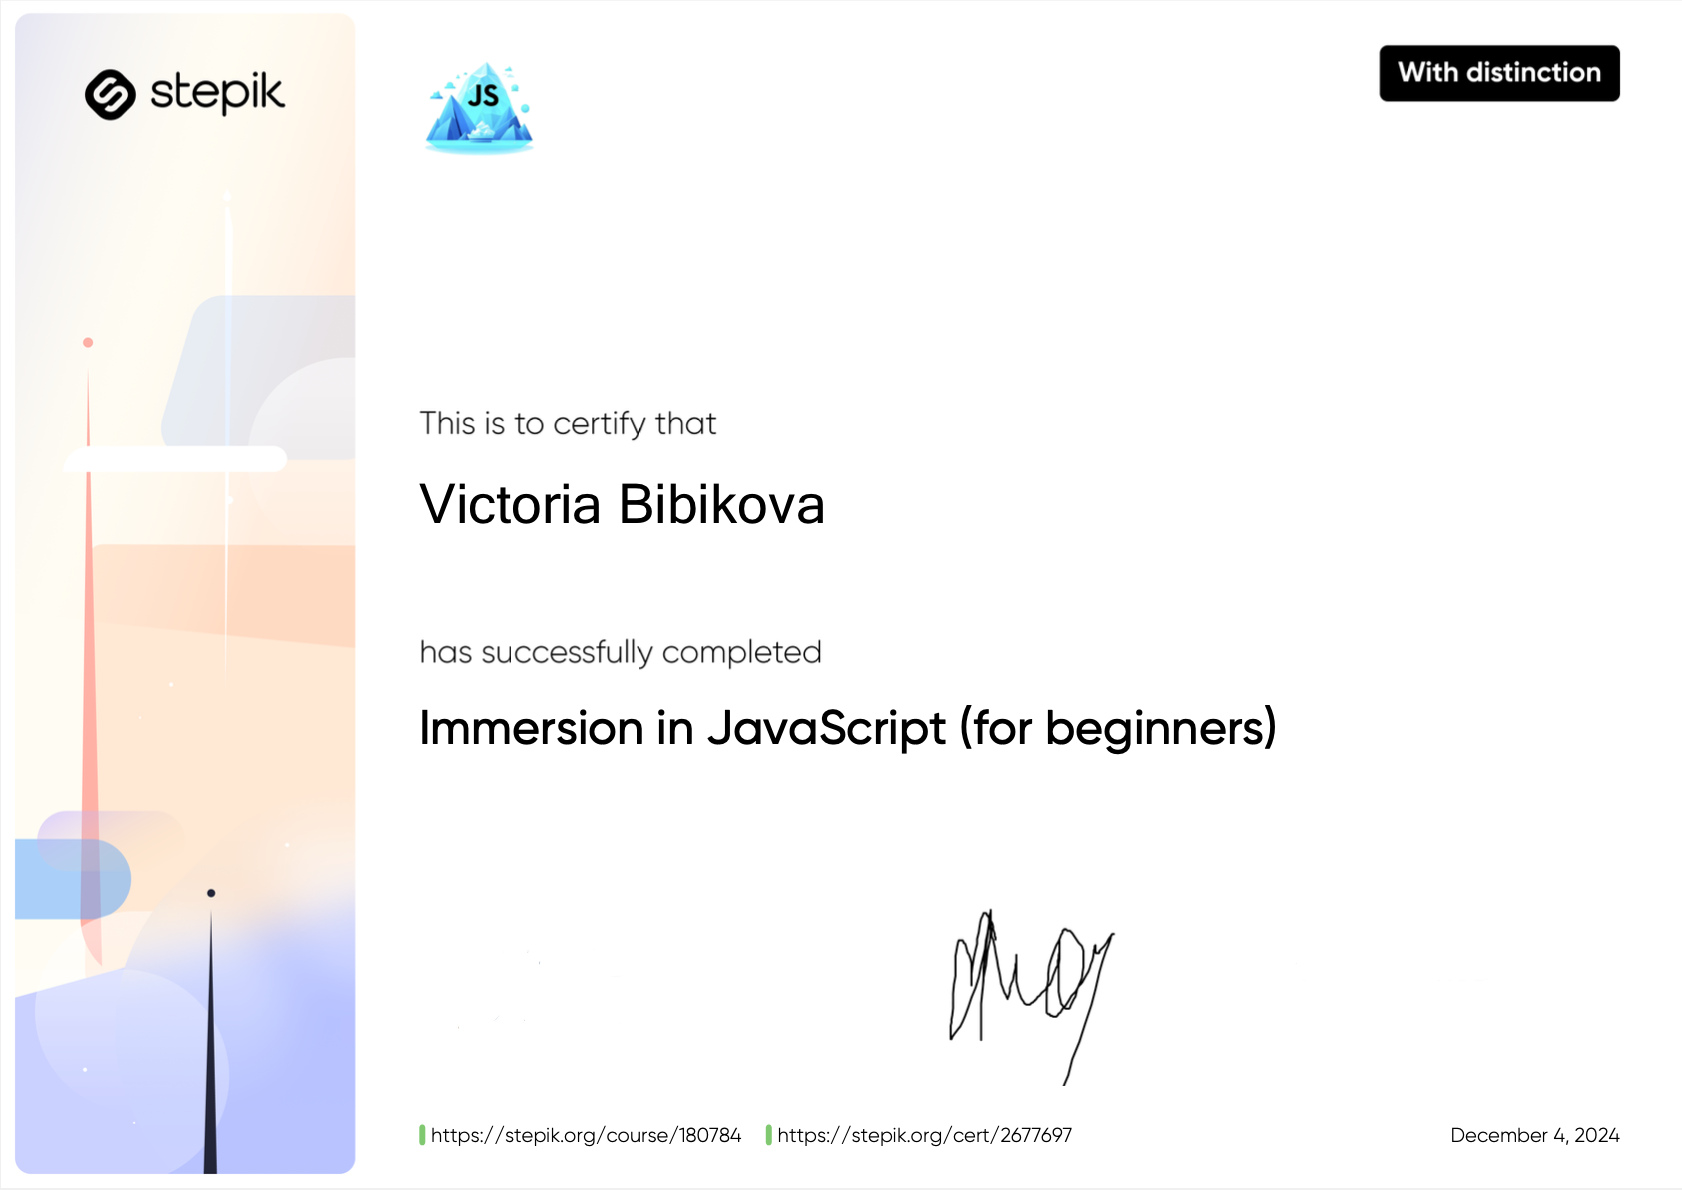 stepik
JS
With distinction
This is to certify that
Victoria Bibikova
has successfully completed
Immersion in JavaScript (for beginners)
https://stepik.org/course/180784
https://stepik.org/cert/2677697
December 4, 2024